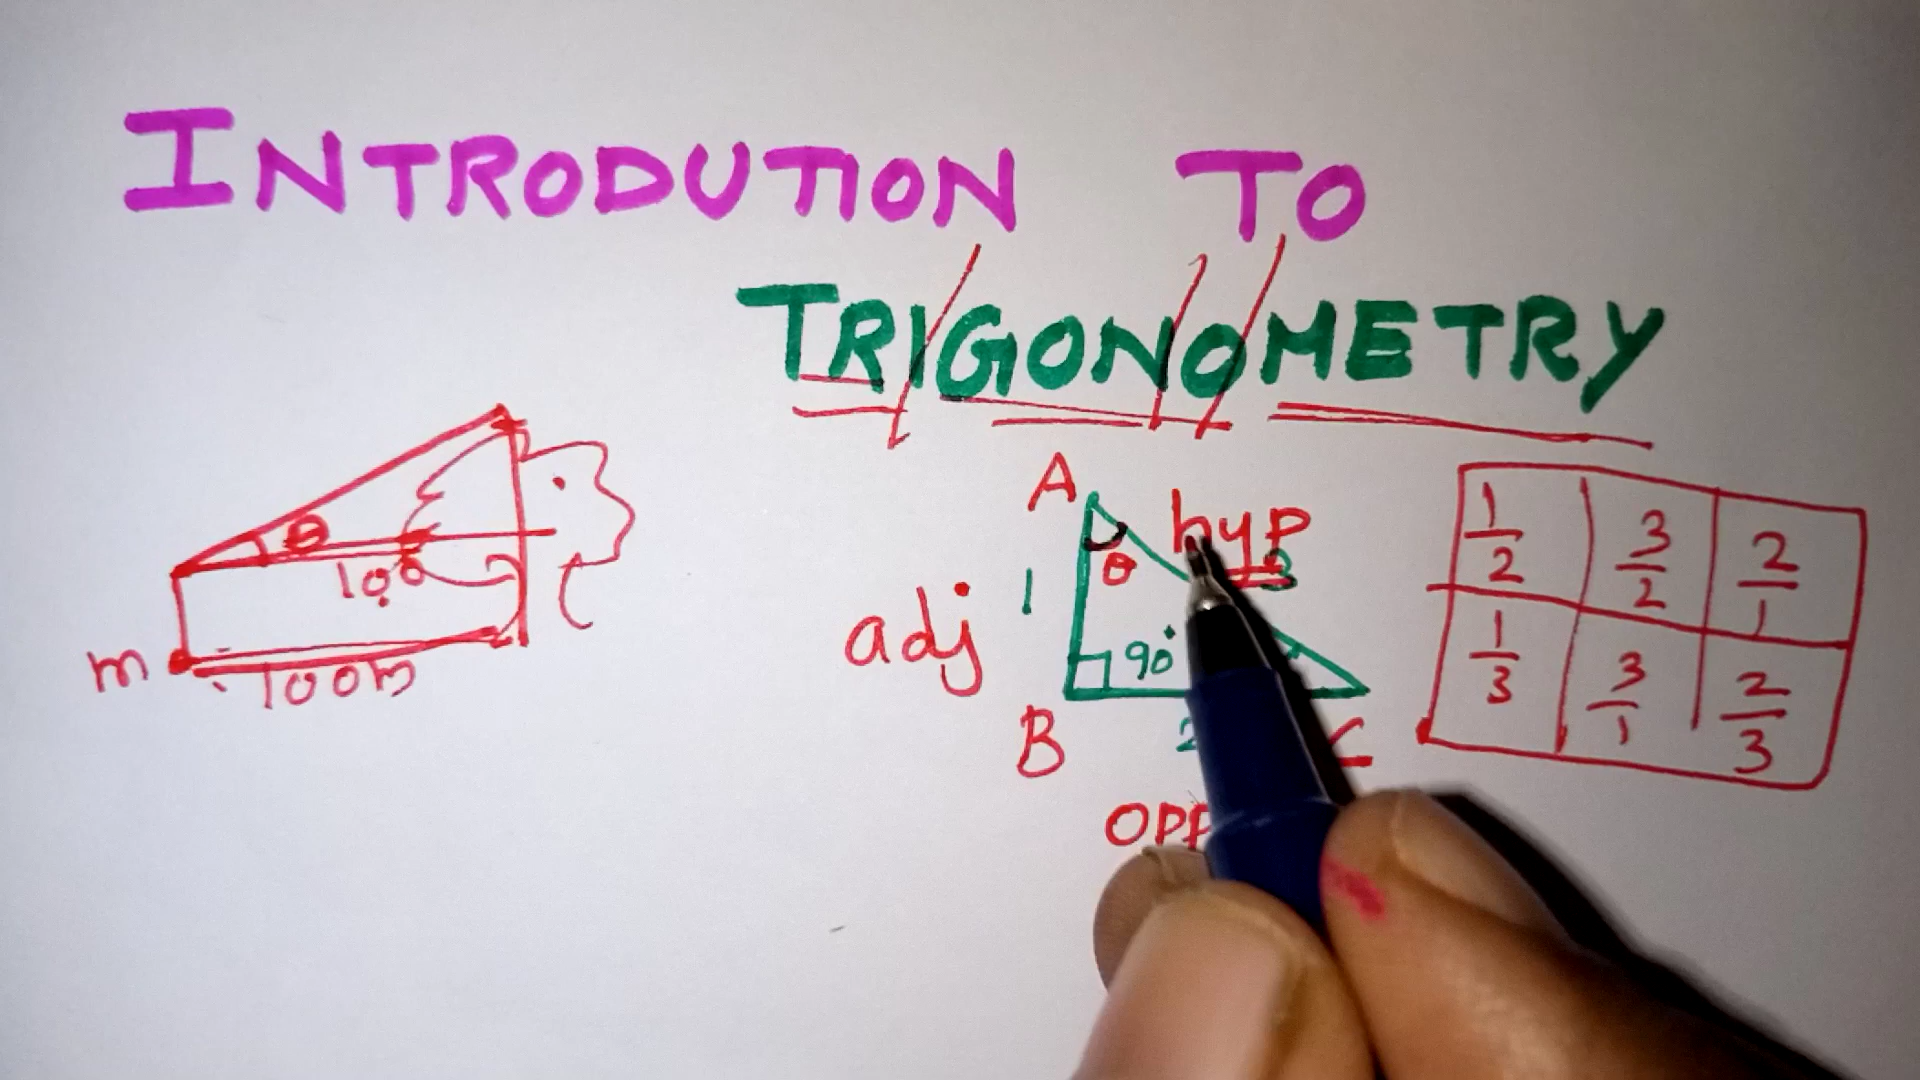 INTRODUTION TO
TRIGONOMETRY
A
hyp
θ
1
adj
90°
B
2
C
OPP
θ
100
m
100m
1/2 3/2 2/1
1/3 3/1 2/3